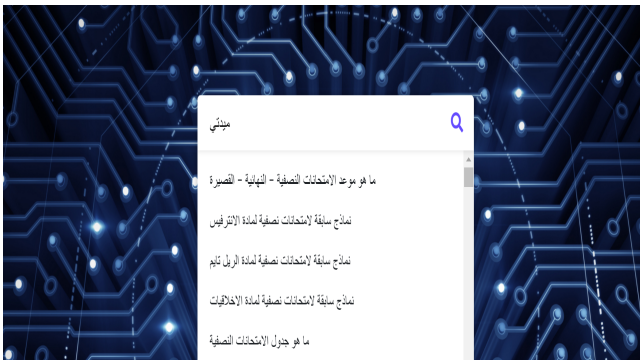 ميدتي
ما هو موعد الامتحانات النصفية - النهائية - القصيرة
نماذج سابقة لامتحانات نصفية لمادة الانترفيس
نماذج سابقة لامتحانات نصفية لمادة الريل تايم
نماذج سابقة لامتحانات نصفية لمادة الاخلاقيات
ما هو جدول الامتحانات النصفية